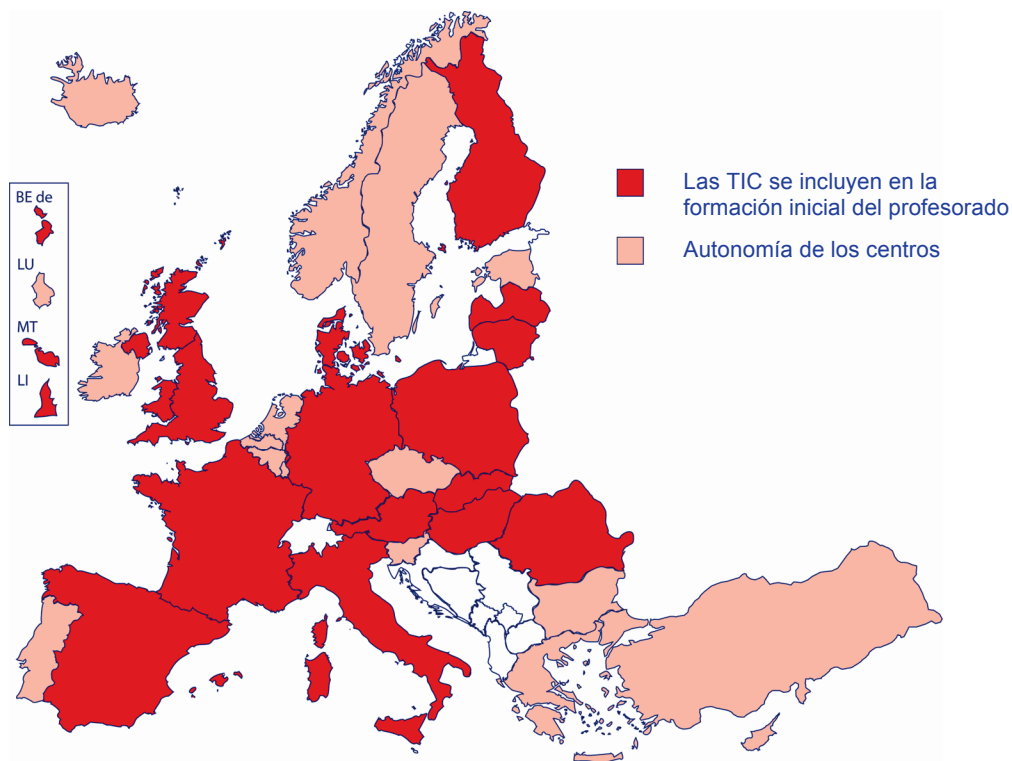 BE de
LU
MT
LI
Las TIC se incluyen en la
formación inicial del profesorado
Autonomía de los centros